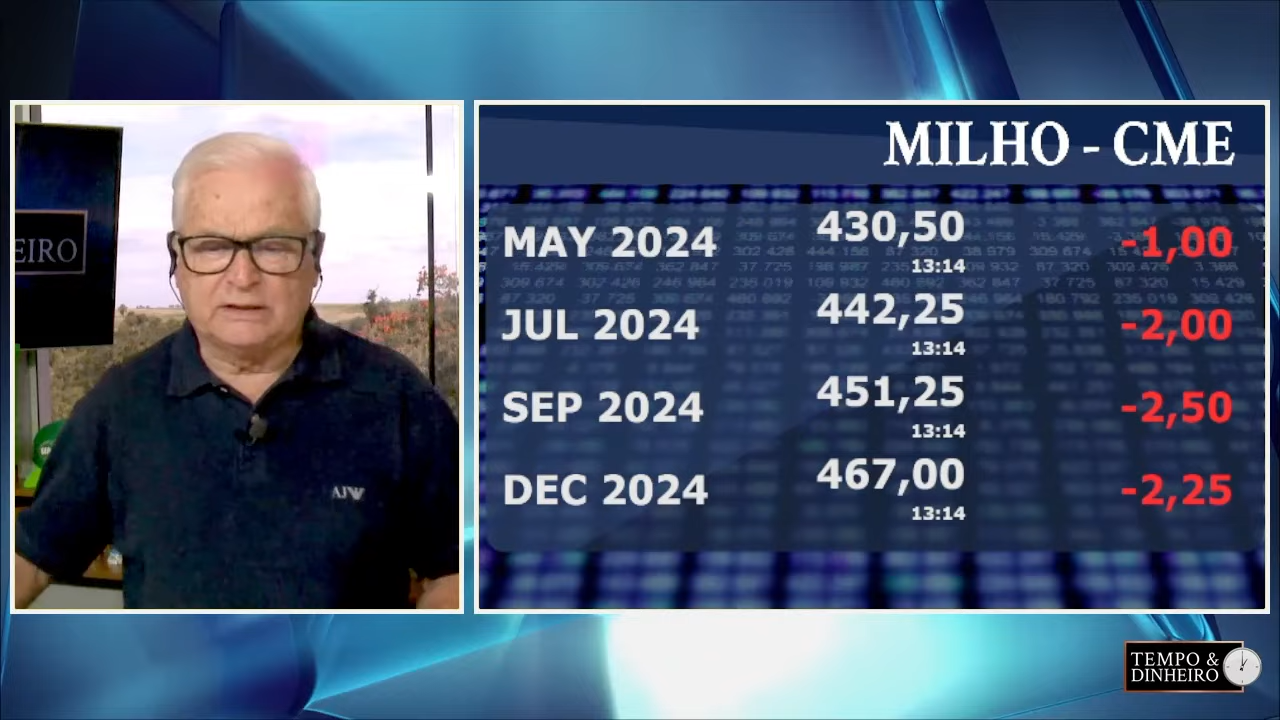 EIRO
AJW
MILHO - CME
MAY 2024 430,50 -1,00
13:14
JUL 2024 442,25 -2,00
13:14
SEP 2024 451,25 -2,50
13:14
DEC 2024 467,00 -2,25
13:14
TEMPO &
DINHEIRO